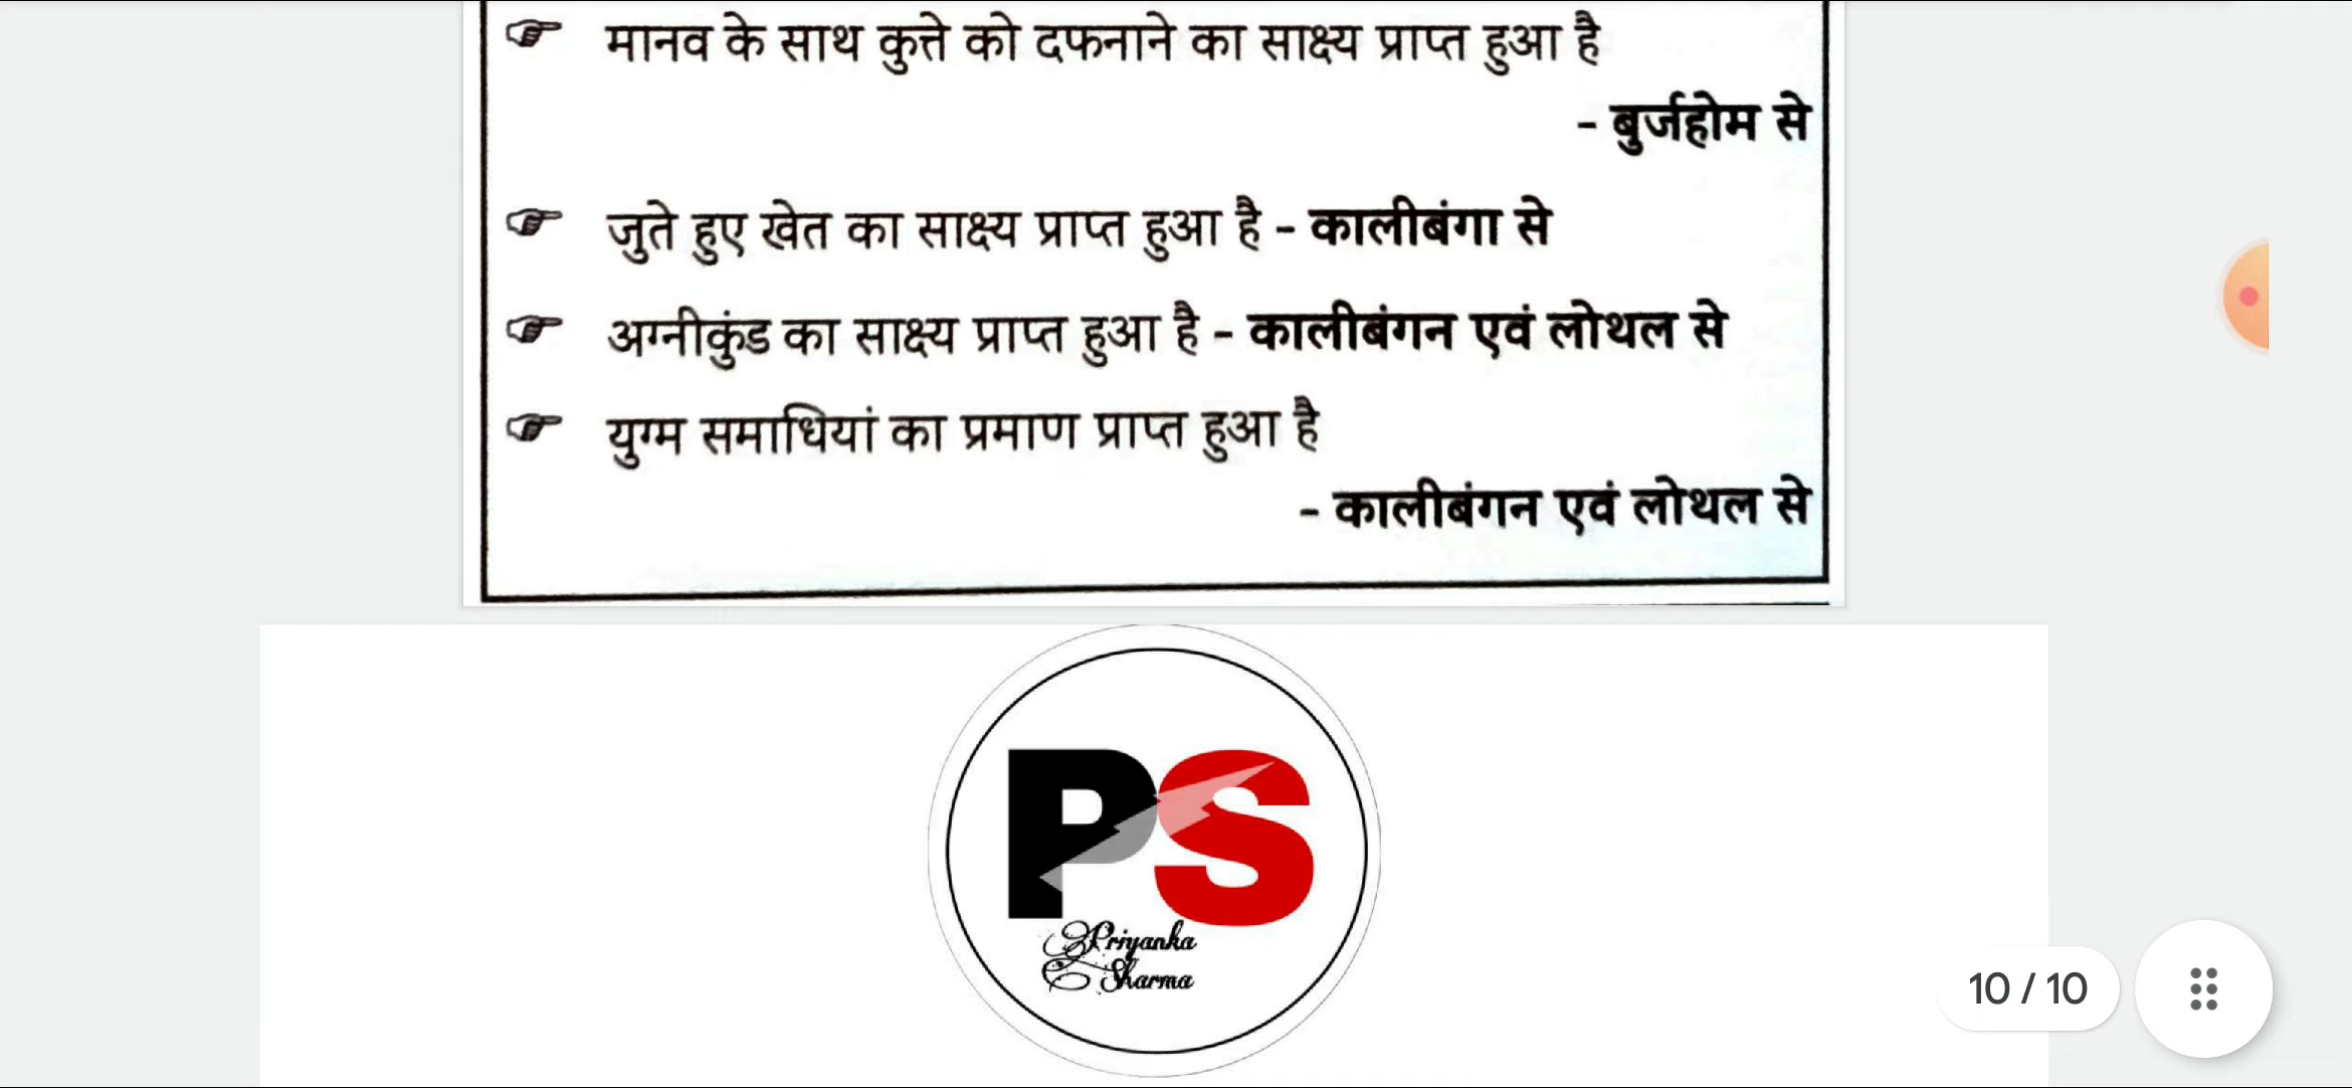 मानव के साथ कुत्ते को दफनाने का साक्ष्य प्राप्त हुआ है
- बुर्जहोम से
जुते हुए खेत का साक्ष्य प्राप्त हुआ है - कालीबंगा से
अग्नीकुंड का साक्ष्य प्राप्त हुआ है - कालीबंगन एवं लोथल से
युग्म समाधियां का प्रमाण प्राप्त हुआ है
- कालीबंगन एवं लोथल से
PS
Priyanka
Sharma
10 / 10